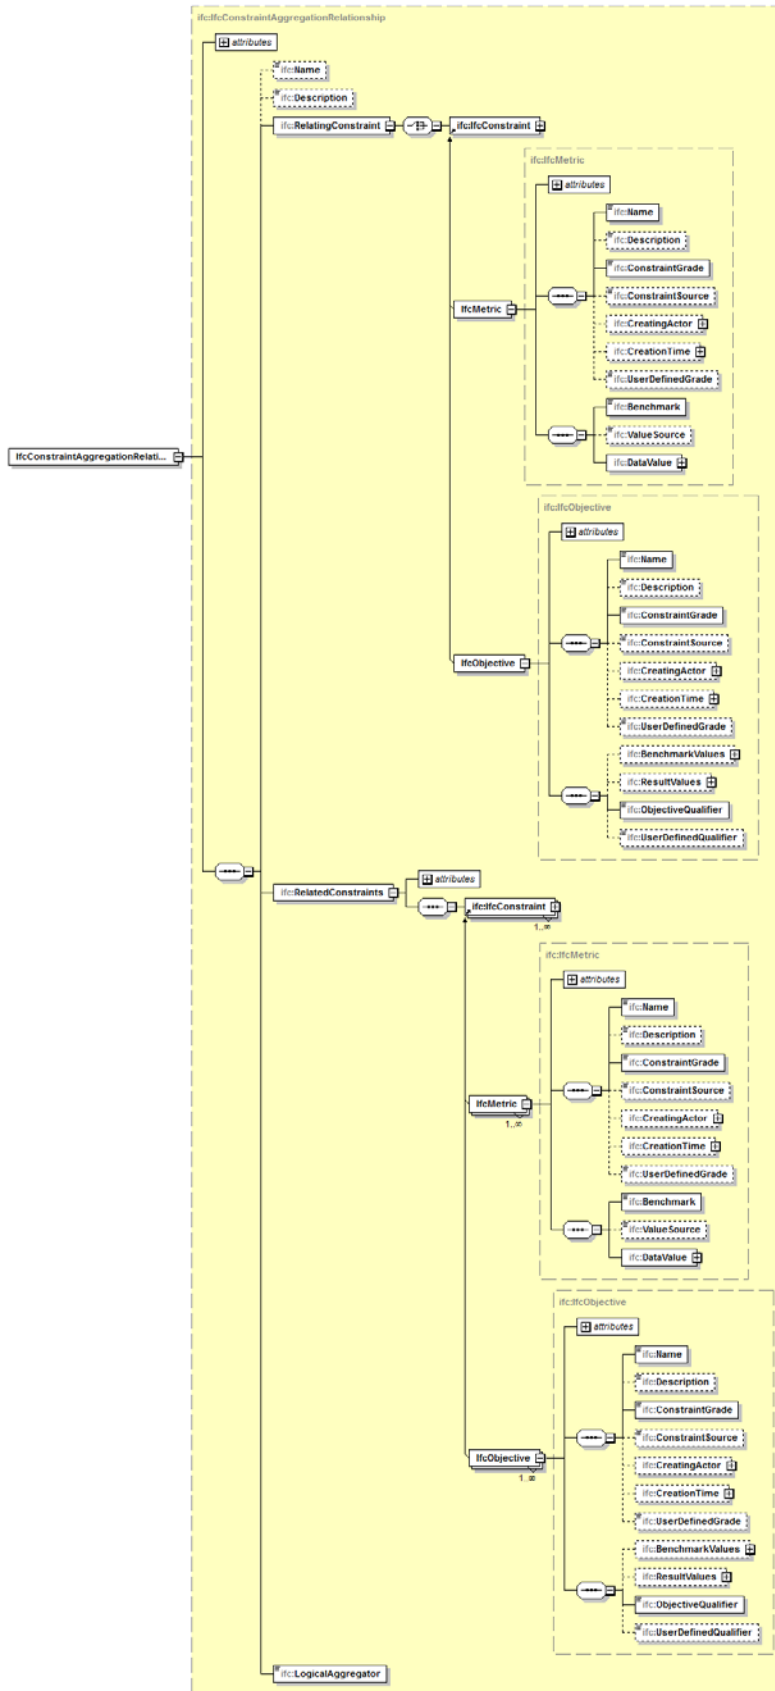 ifc:IfcConstraintAggregationRelationship
attributes
ifc:Name
ifc:Description
ifc:RelatingConstraint
ifc:IfcConstraint
ifc:IfcMetric
attributes
ifc:Name
ifc:Description
ifc:ConstraintGrade
ifc:ConstraintSource
IfcMetric
ifc:CreatingActor
ifc:CreationTime
ifc:UserDefinedGrade
ifc:Benchmark
ifc:ValueSource
ifc:DataValue
IfcConstraintAggregationRelati...
ifc:IfcObjective
attributes
ifc:Name
ifc:Description
ifc:ConstraintGrade
ifc:ConstraintSource
IfcObjective
ifc:CreatingActor
ifc:CreationTime
ifc:UserDefinedGrade
ifc:BenchmarkValues
ifc:ResultValues
ifc:ObjectiveQualifier
ifc:UserDefinedQualifier
ifc:RelatedConstraints
attributes
ifc:IfcConstraint
1..∞
ifc:IfcMetric
attributes
ifc:Name
ifc:Description
ifc:ConstraintGrade
ifc:ConstraintSource
IfcMetric
1..∞
ifc:CreatingActor
ifc:CreationTime
ifc:UserDefinedGrade
ifc:Benchmark
ifc:ValueSource
ifc:DataValue
ifc:IfcObjective
attributes
ifc:Name
ifc:Description
ifc:ConstraintGrade
ifc:ConstraintSource
IfcObjective
1..∞
ifc:CreatingActor
ifc:CreationTime
ifc:UserDefinedGrade
ifc:BenchmarkValues
ifc:ResultValues
ifc:ObjectiveQualifier
ifc:UserDefinedQualifier
ifc:LogicalAggregator